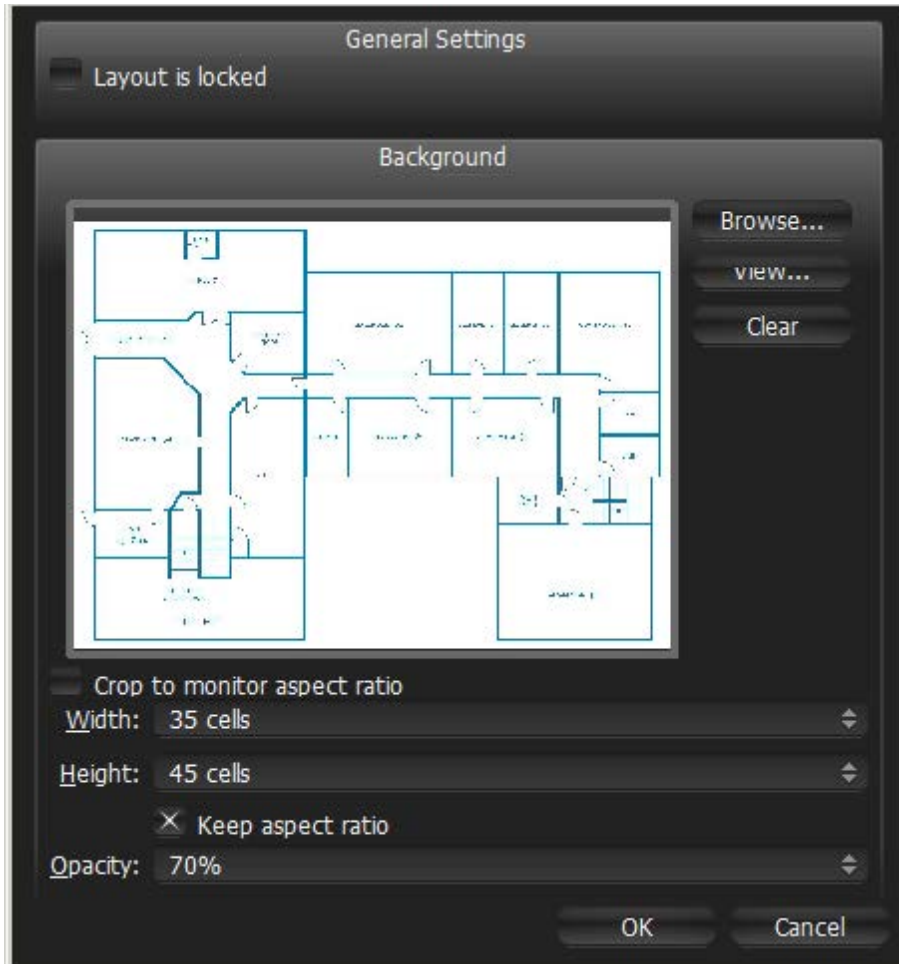 General Settings
Layout is locked
Background
Browse...
View...
Clear
Crop to monitor aspect ratio
Width: 35 cells
Height: 45 cells
Keep aspect ratio
Opacity: 70%
OK Cancel